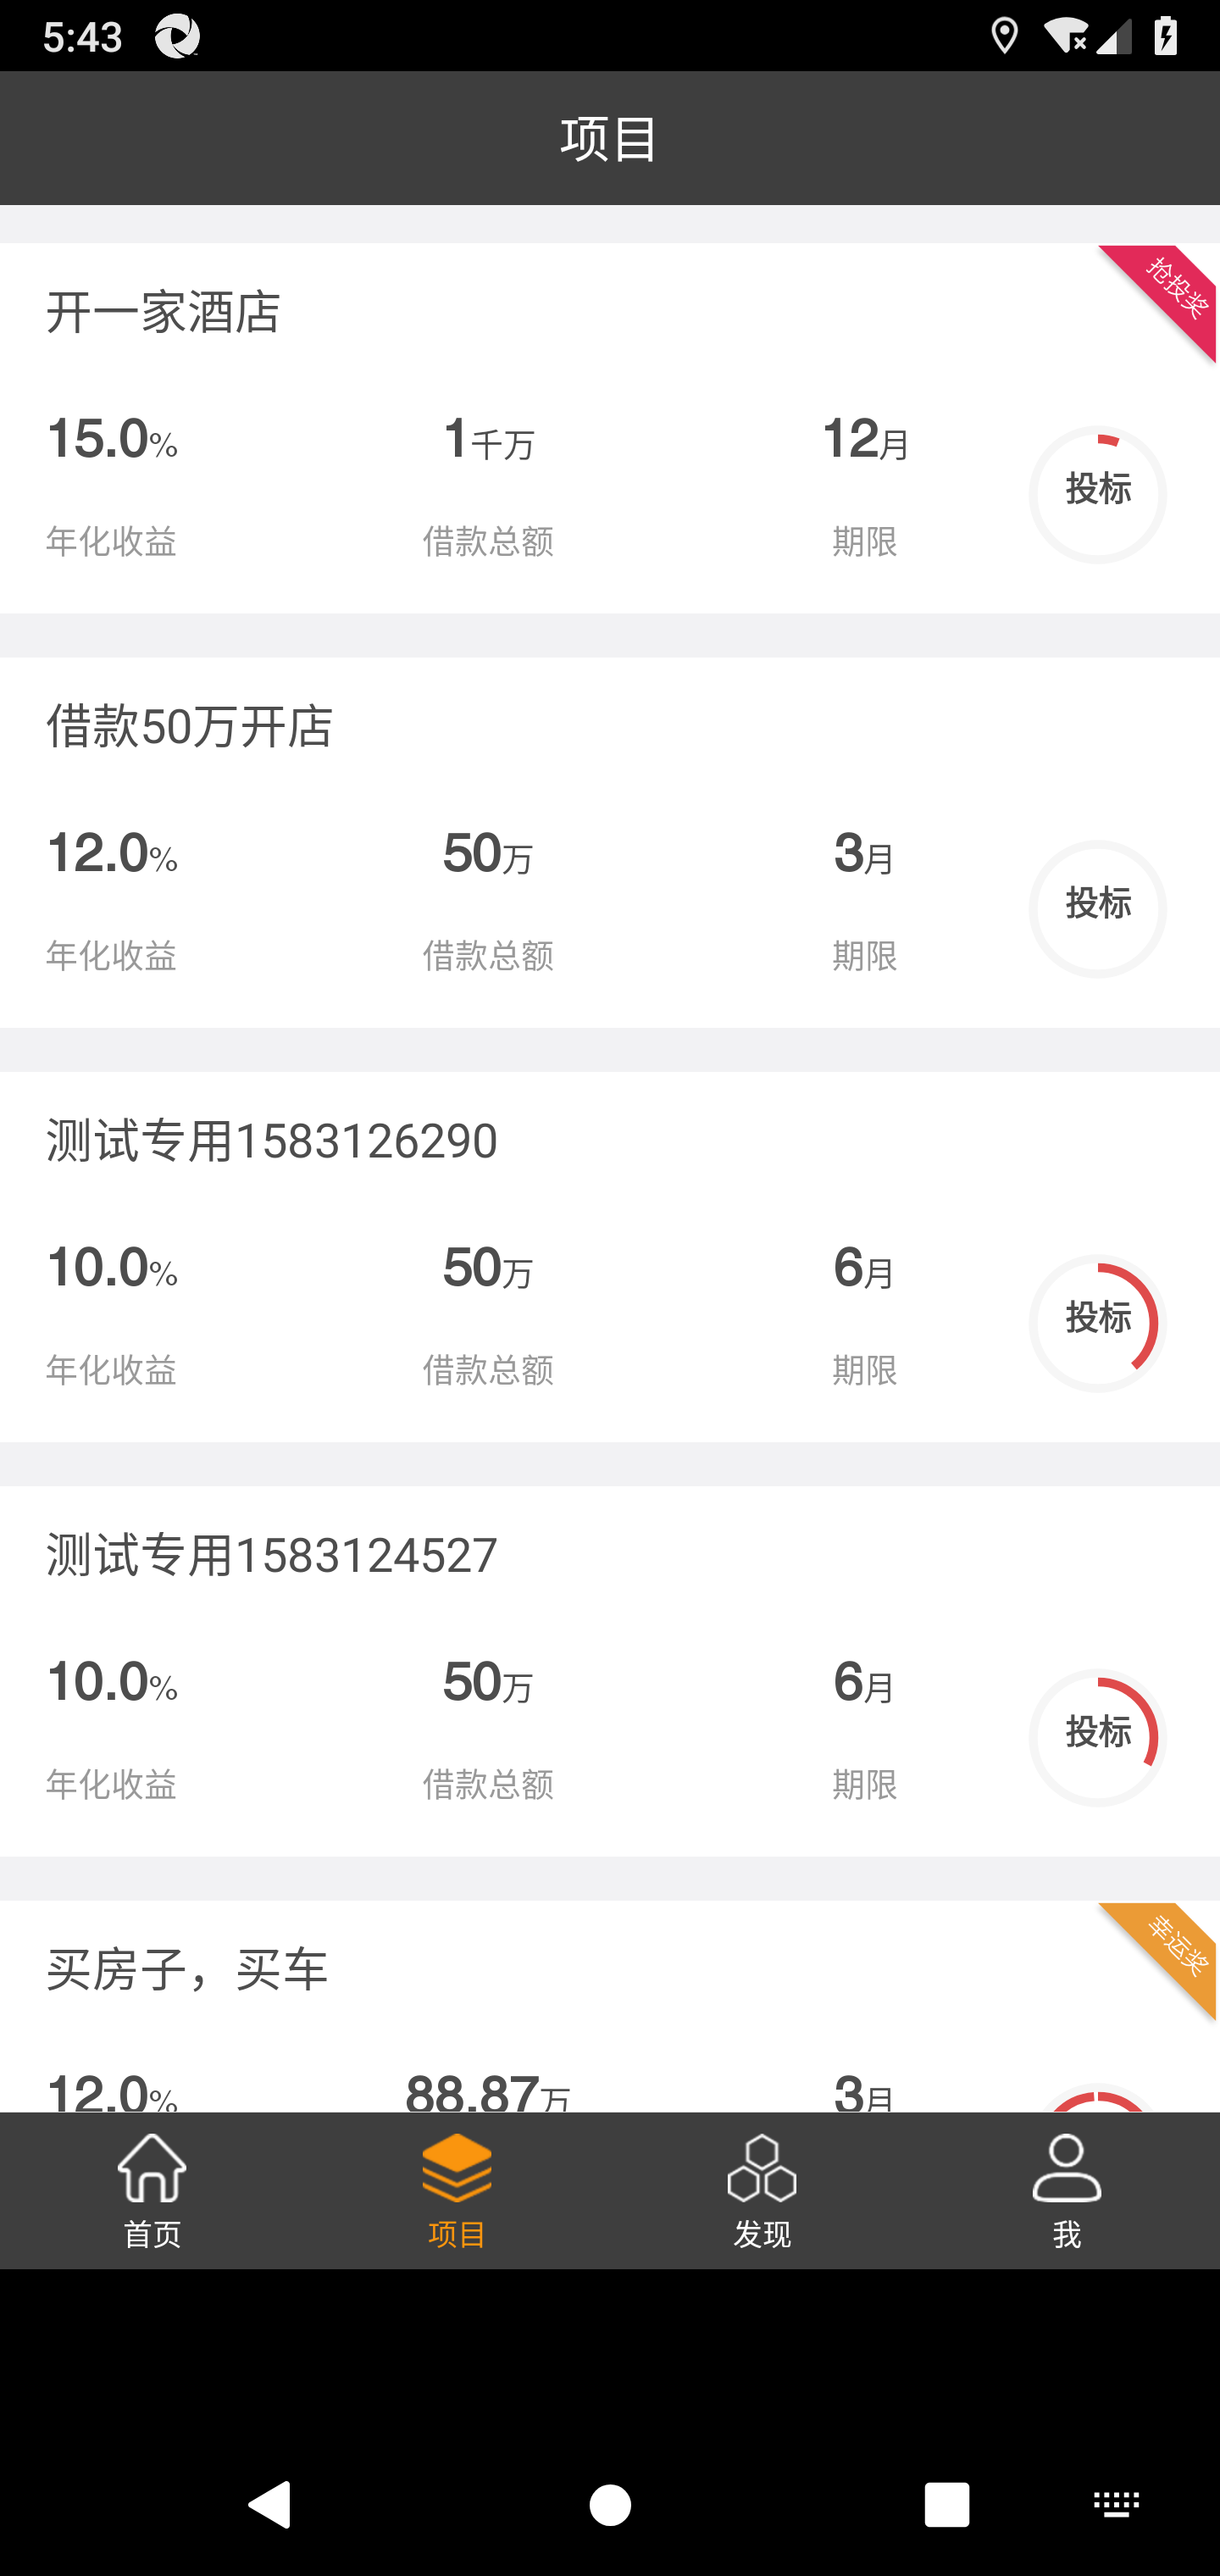 5:43
项目
开一家酒店
抢投奖
15.0% 1千万 12月
投标
年化收益 借款总额 期限
借款50万开店
12.0% 50万 3月
投标
年化收益 借款总额 期限
测试专用1583126290
10.0% 50万 6月
投标
年化收益 借款总额 期限
测试专用1583124527
10.0% 50万 6月
投标
年化收益 借款总额 期限
买房子，买车
幸运奖
12.0% 88.87万 3月
首页 项目 发现 我